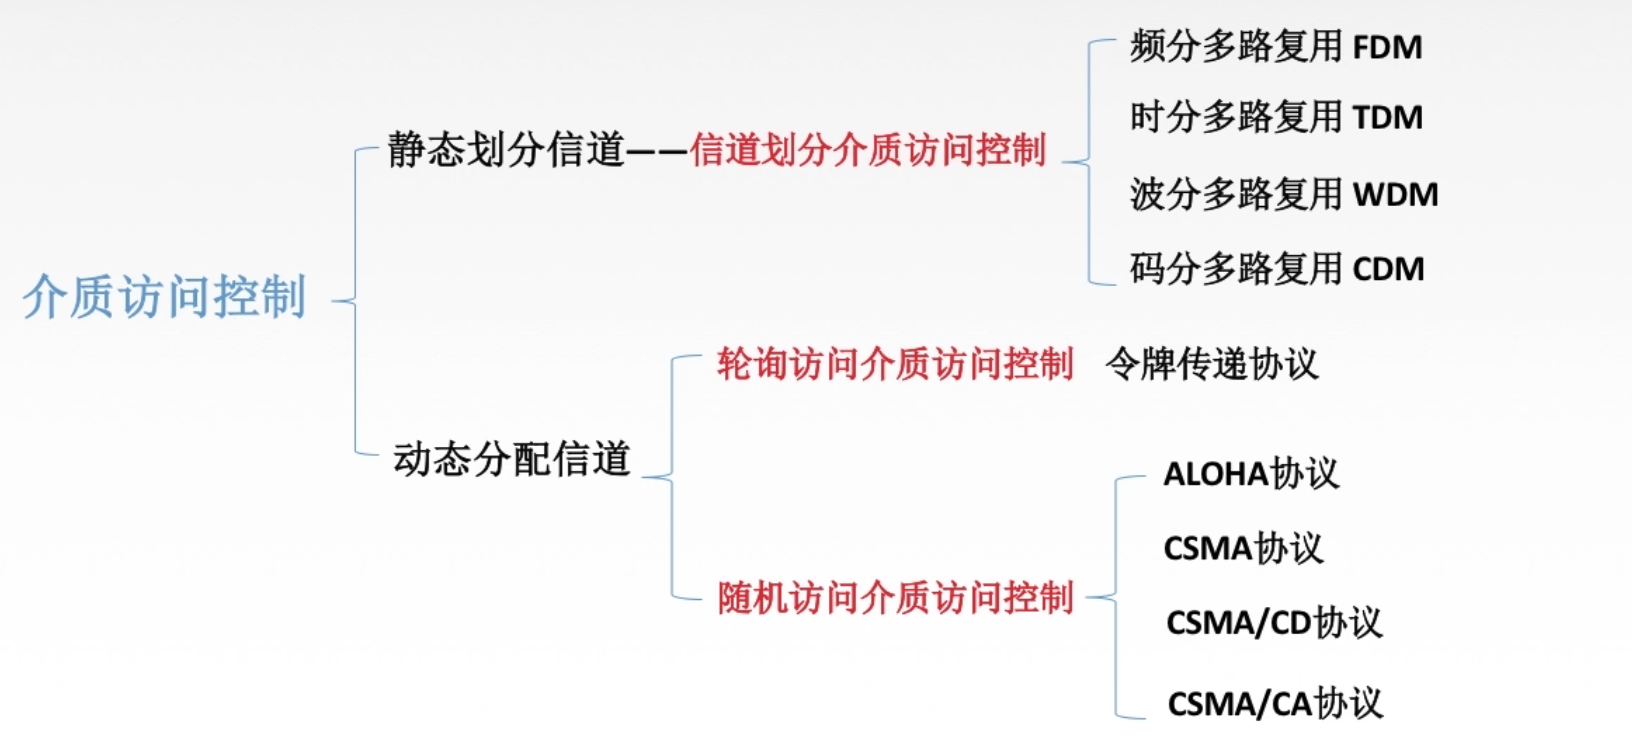 介质访问控制
静态划分信道——信道划分介质访问控制
频分多路复用 FDM
时分多路复用 TDM
波分多路复用 WDM
码分多路复用 CDM
动态分配信道
轮询访问介质访问控制 令牌传递协议
随机访问介质访问控制
ALOHA协议
CSMA协议
CSMA/CD协议
CSMA/CA协议